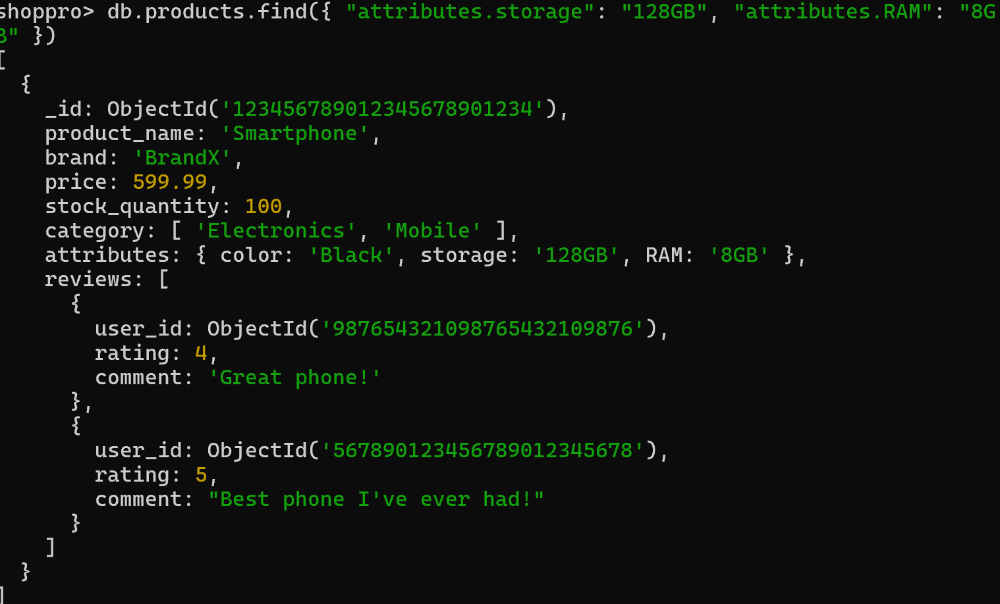 shoppro> db.products.find({ "attributes.storage": "128GB", "attributes.RAM": "8G
B" })
[
  {
    _id: ObjectId('123456789012345678901234'),
    product_name: 'Smartphone',
    brand: 'BrandX',
    price: 599.99,
    stock_quantity: 100,
    category: [ 'Electronics', 'Mobile' ],
    attributes: { color: 'Black', storage: '128GB', RAM: '8GB' },
    reviews: [
      {
        user_id: ObjectId('987654321098765432109876'),
        rating: 4,
        comment: 'Great phone!'
      },
      {
        user_id: ObjectId('567890123456789012345678'),
        rating: 5,
        comment: "Best phone I've ever had!"
      }
    ]
  }
]